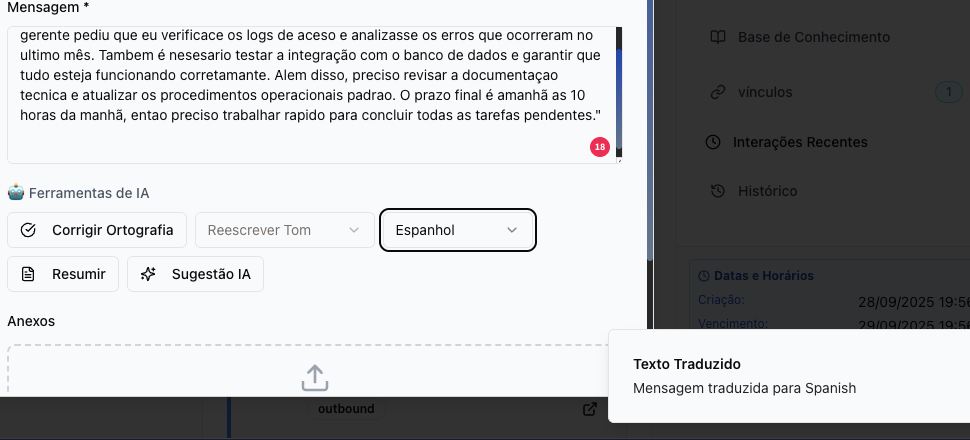 Mensagem *
gerente pediu que eu verificace os logs de aceso e analizasse os erros que ocorreram no
ultimo mês. Tambem é nesesario testar a integração com o banco de dados e garantir que
tudo esteja funcionando corretamante. Alem disso, preciso revisar a documentaçao
tecnica e atualizar os procedimentos operacionais padrao. O prazo final é amanhã as 10
horas da manhã, entao preciso trabalhar rapido para concluir todas as tarefas pendentes."
18
Ferramentas de IA
Corrigir Ortografia
Reescrever Tom
Espanhol
Resumir
Sugestão IA
Anexos
outbound
Base de Conhecimento
vínculos
1
Interações Recentes
Histórico
Datas e Horários
Criação:
28/09/2025 19:56
Vencimento:
29/09/2025 19:56
Texto Traduzido
Mensagem traduzida para Spanish